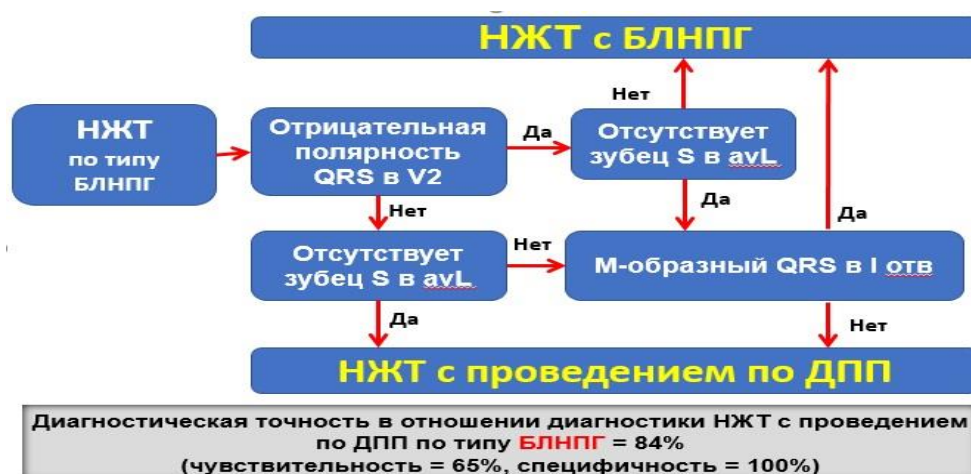 НЖТ с БЛНПГ
НЖТ
по типу
БЛНПГ
Отрицательная
полярность
QRS в V2
Да
Отсутствует
зубец S в avL
Нет
Да
Да
Нет
Отсутствует
зубец S в avL
Нет
М-образный QRS в I отв
Да
Нет
НЖТ с проведением по ДПП
Диагностическая точность в отношении диагностики НЖТ с проведением
по ДПП по типу БЛНПГ = 84%
(чувствительность = 65%, специфичность = 100%)